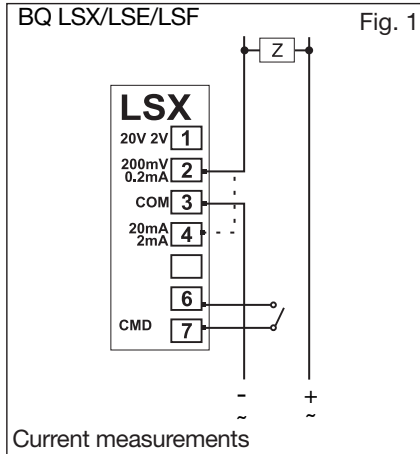 BQ LSX/LSE/LSF
Fig. 1
Z
LSX
20V 2V 1
200mV
0.2mA 2
COM 3
20mA
2mA 4
6
CMD 7
- +
~ ~
Current measurements